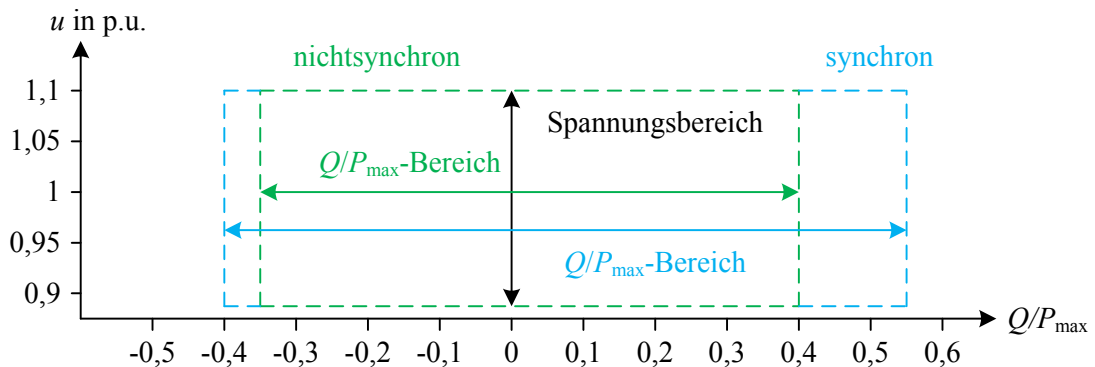 u in p.u.
nichtsynchron
synchron
1,1
Spannungsbereich
1,05
Q/Pmax-Bereich
1
0,95
Q/Pmax-Bereich
0,9
Q/Pmax
-0,5 -0,4 -0,3 -0,2 -0,1 0 0,1 0,2 0,3 0,4 0,5 0,6